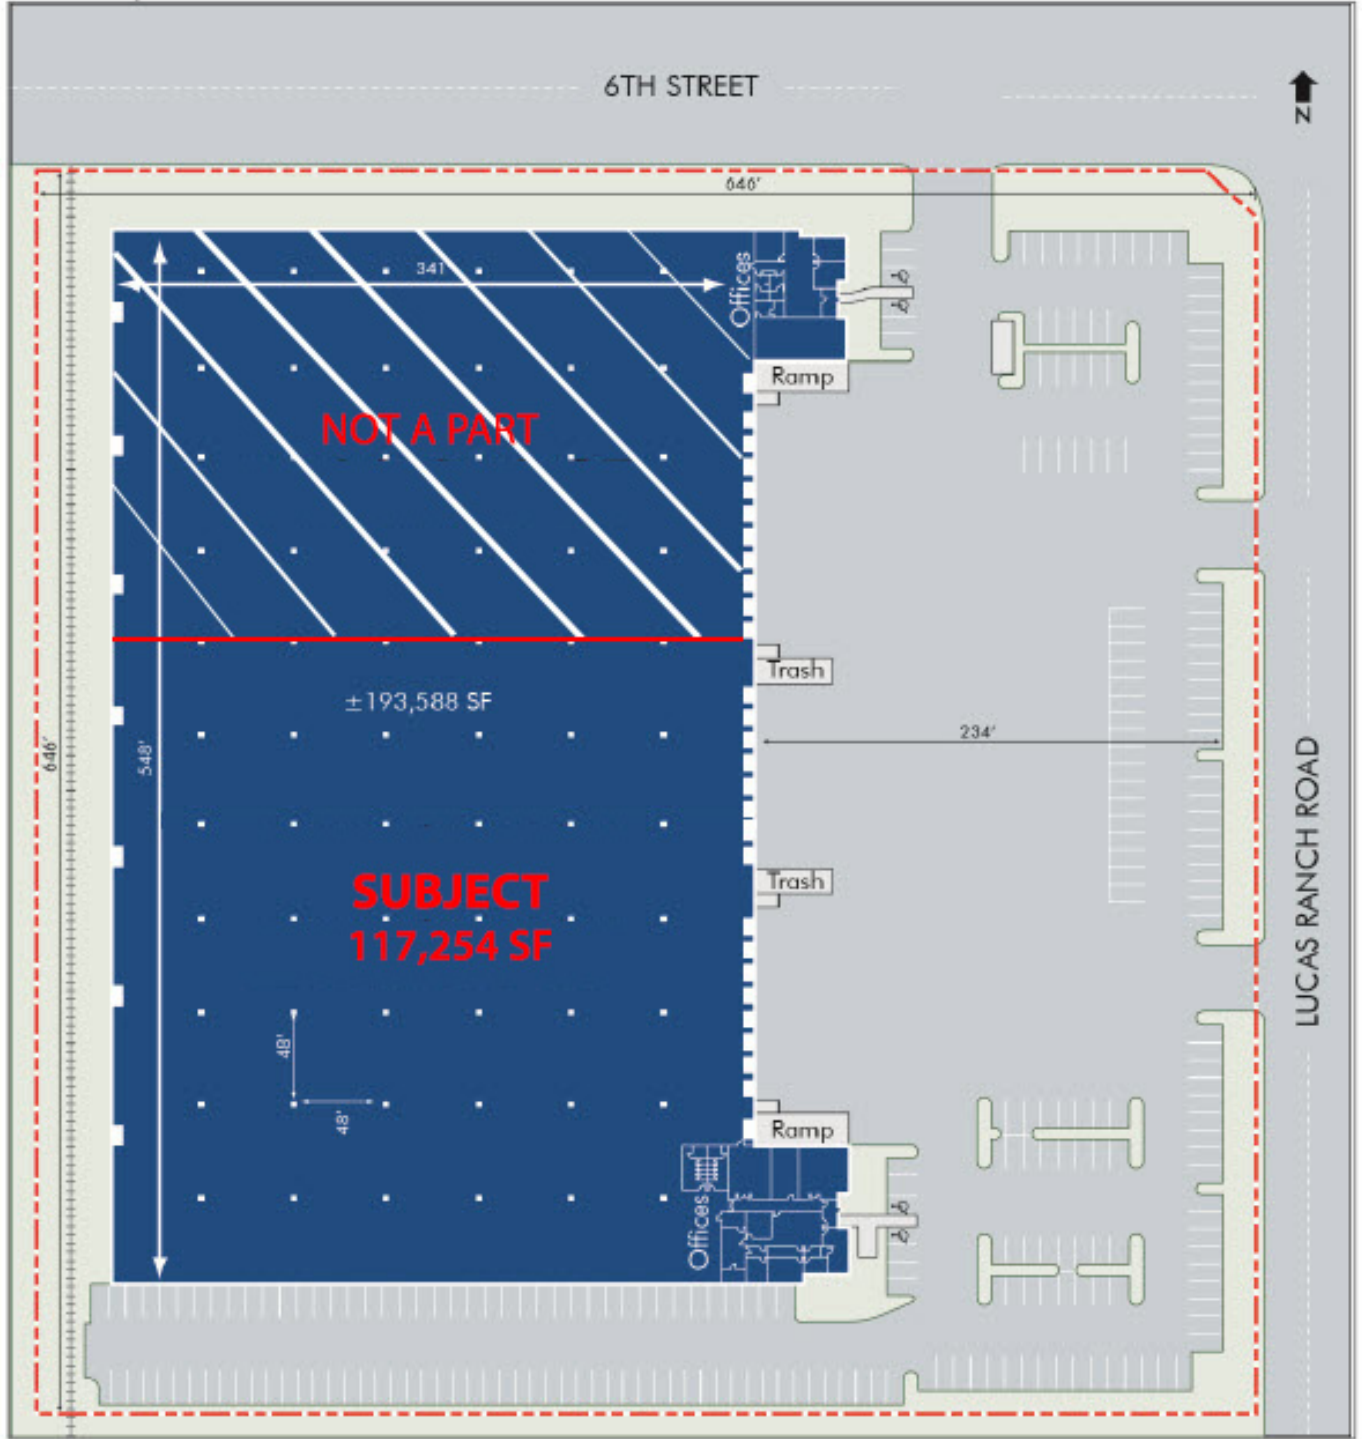 6TH STREET
N
646'
341
Offices
Ramp
NOT A PART
Trash
±193,588 SF
234'
646'
548'
LUCAS RANCH ROAD
Trash
SUBJECT
117,254 SF
48'
48'
Ramp
Offices